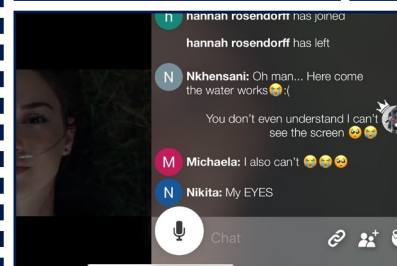 h hannah rosendorff has joined
hannah rosendorff has left
N Nkhensani: Oh man... Here come
the water works😭:(
You don't even understand I can't
see the screen 🥺😭
M Michaela: I also can't 😭😭🥺
N Nikita: My EYES
Chat